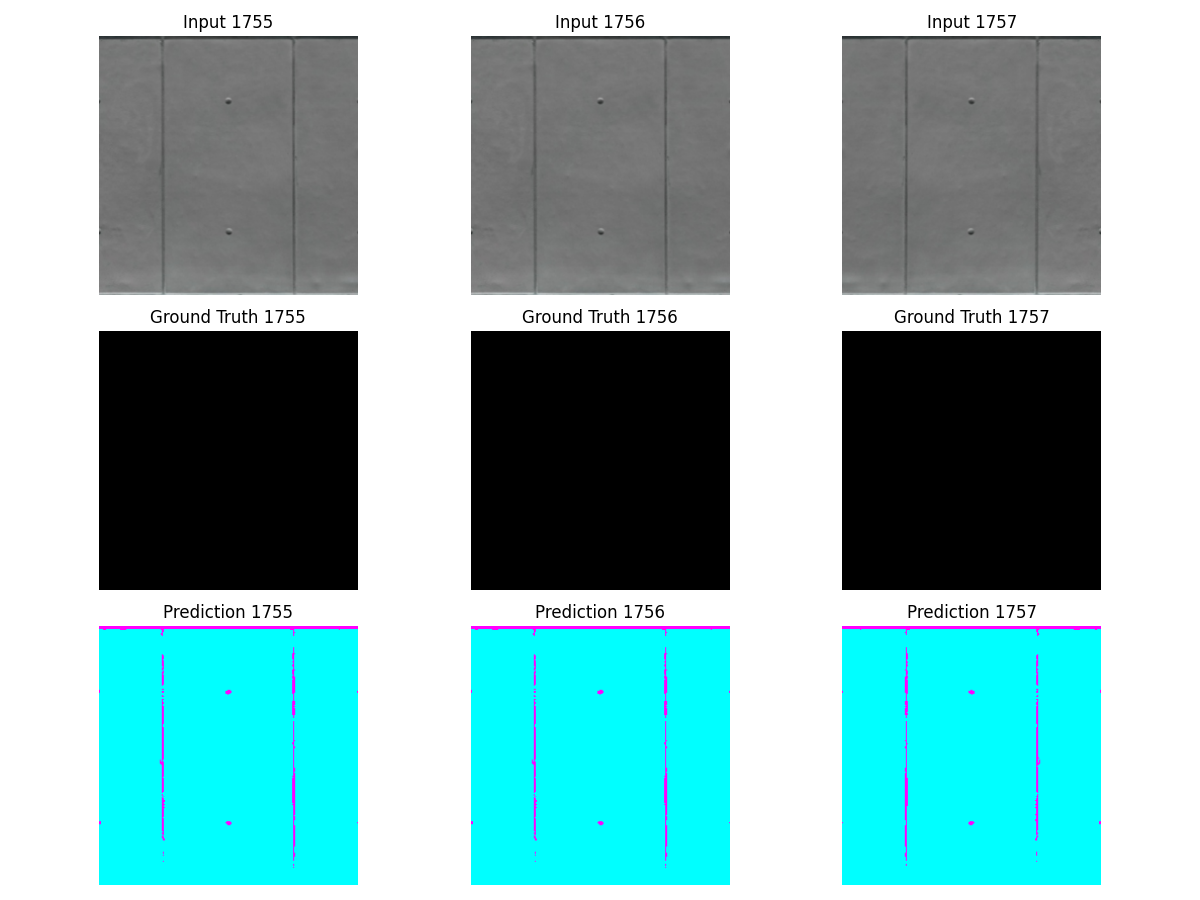 Input 1755
Input 1756
Input 1757
Ground Truth 1755
Ground Truth 1756
Ground Truth 1757
Prediction 1755
Prediction 1756
Prediction 1757